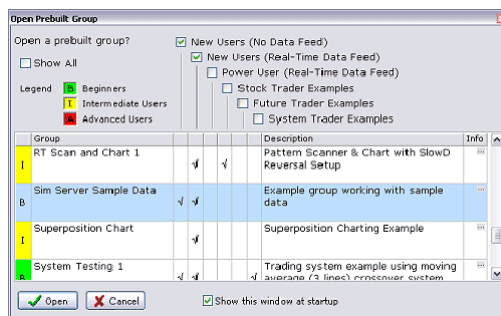 Open Prebuilt Group
Open a prebuilt group?
New Users (No Data Feed)
New Users (Real-Time Data Feed)
Show All
Power User (Real-Time Data Feed)
Legend
B Beginners
Stock Trader Examples
I Intermediate Users
Future Trader Examples
A Advanced Users
System Trader Examples
Group Description Info
I RT Scan and Chart 1 √ √ Pattern Scanner & Chart with SlowD ...
Reversal Setup
B Sim Server Sample Data √ √ Example group working with sample ...
data
I Superposition Chart √ Superposition Charting Example ...
B System Testing 1 √ √ √ Trading system example using moving ...
average (3 lines) crossover system
Open Cancel Show this window at startup